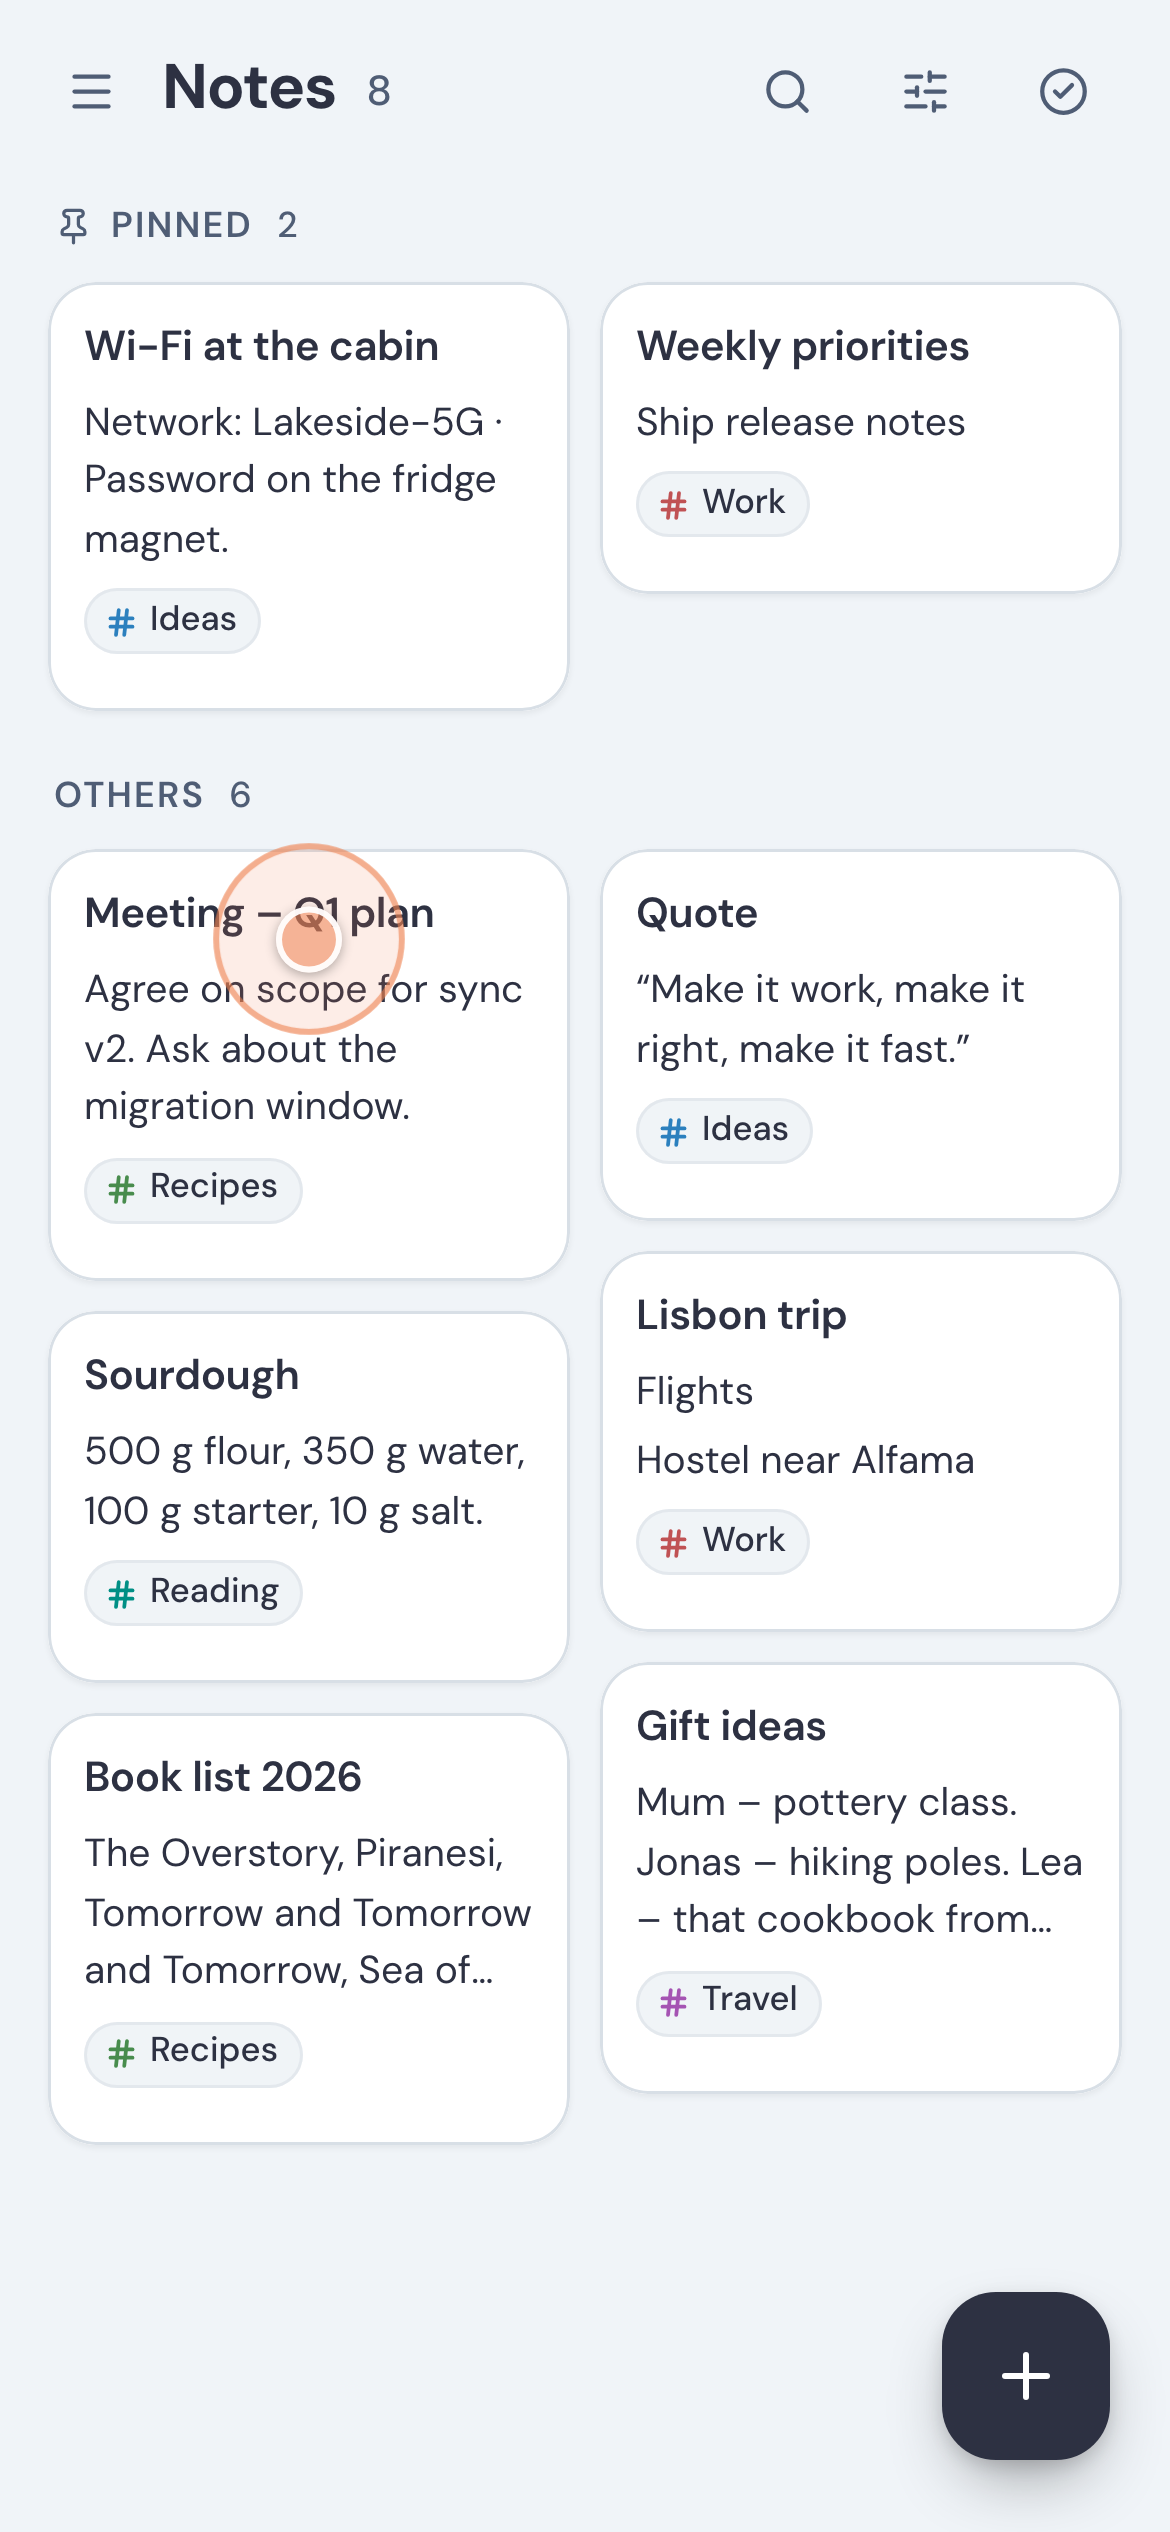 Notes 8
PINNED 2
Wi-Fi at the cabin
Network: Lakeside-5G ·
Password on the fridge
magnet.
# Ideas
Weekly priorities
Ship release notes
# Work
OTHERS 6
Meeting – Q1 plan
Agree on scope for sync
v2. Ask about the
migration window.
# Recipes
Quote
“Make it work, make it
right, make it fast.”
# Ideas
Sourdough
500 g flour, 350 g water,
100 g starter, 10 g salt.
# Reading
Lisbon trip
Flights
Hostel near Alfama
# Work
Book list 2026
The Overstory, Piranesi,
Tomorrow and Tomorrow
and Tomorrow, Sea of...
# Recipes
Gift ideas
Mum – pottery class.
Jonas – hiking poles. Lea
– that cookbook from...
# Travel